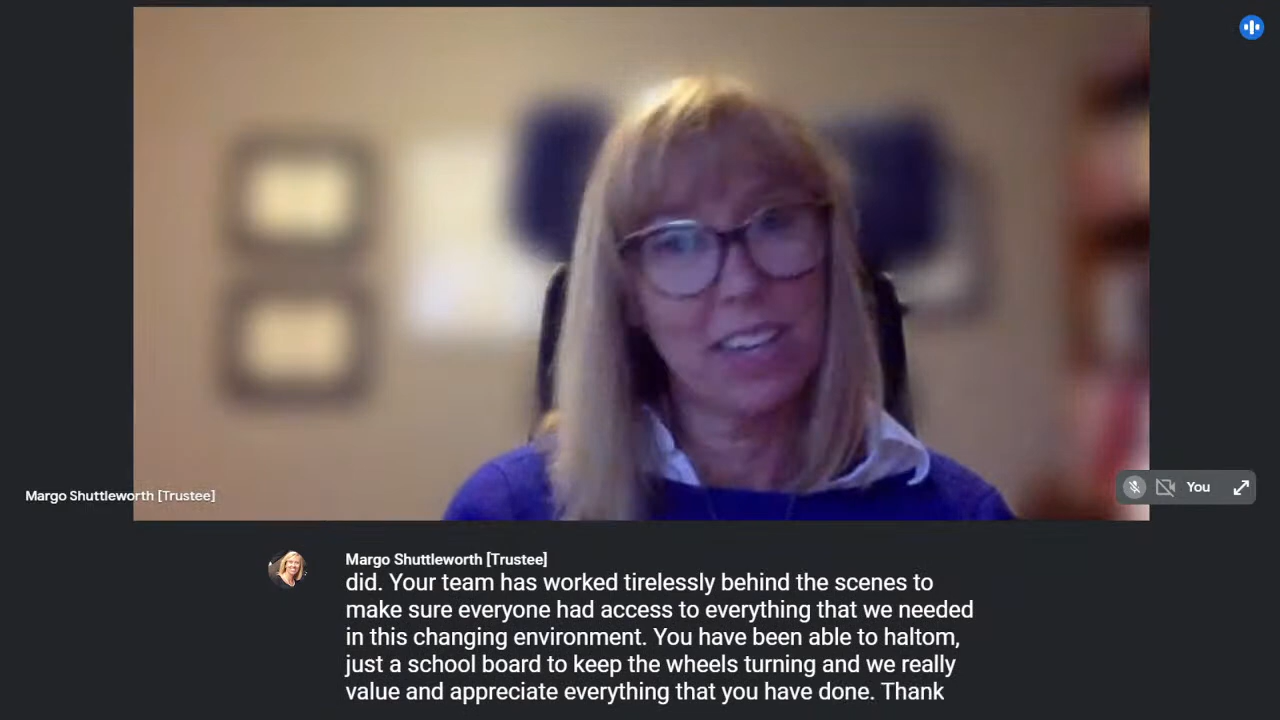 Margo Shuttleworth [Trustee]
You
Margo Shuttleworth [Trustee]
did. Your team has worked tirelessly behind the scenes to
make sure everyone had access to everything that we needed
in this changing environment. You have been able to haltom,
just a school board to keep the wheels turning and we really
value and appreciate everything that you have done. Thank